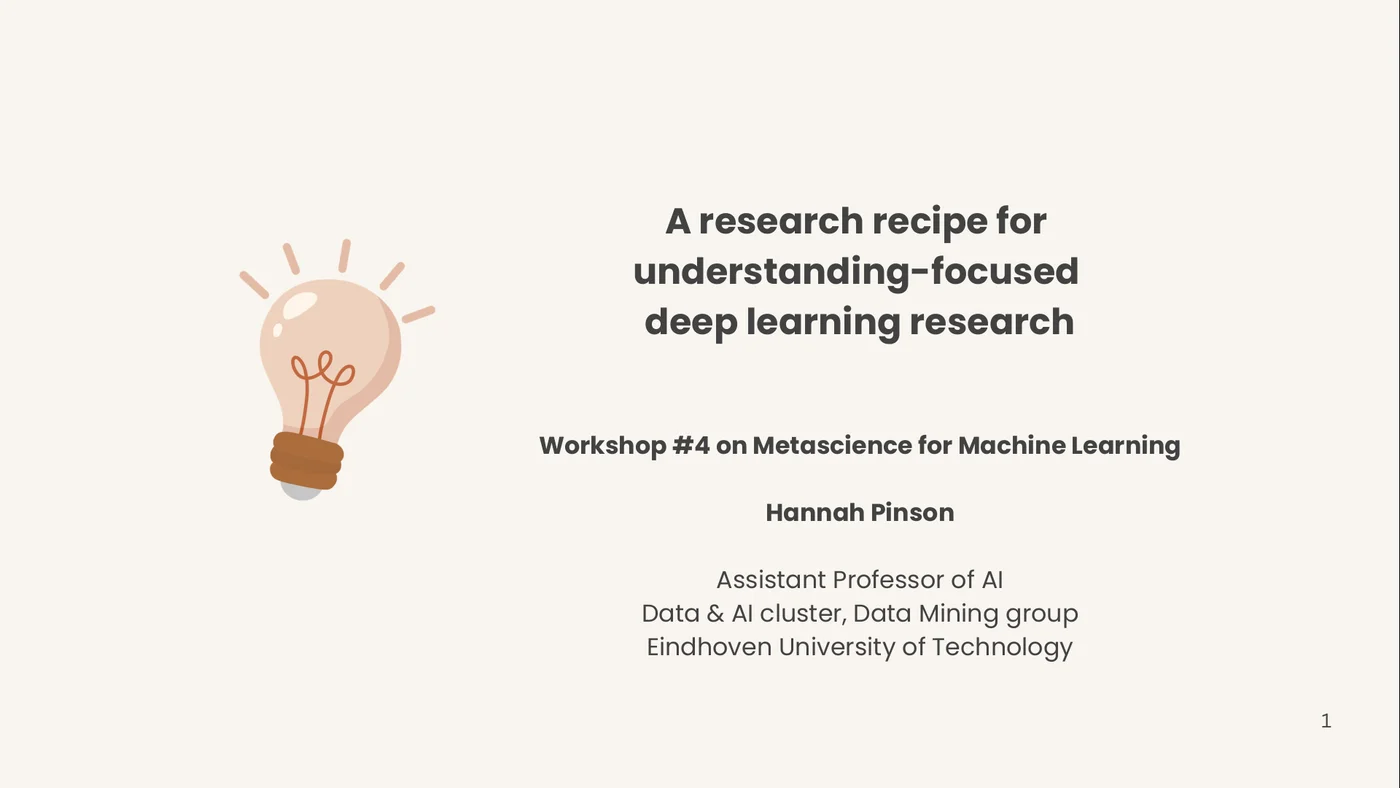 A research recipe for
understanding-focused
deep learning research
Workshop #4 on Metascience for Machine Learning
Hannah Pinson
Assistant Professor of AI
Data & AI cluster, Data Mining group
Eindhoven University of Technology
1